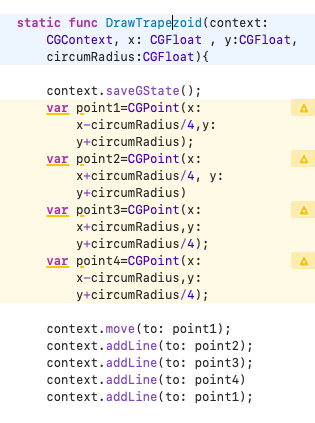 static func DrawTrapezoid(context:
CGContext, x: CGFloat , y:CGFloat,
circumRadius:CGFloat){
context.saveGState();
var point1=CGPoint(x:
x-circumRadius/4,y:
y+circumRadius);
var point2=CGPoint(x:
x+circumRadius/4, y:
y+circumRadius)
var point3=CGPoint(x:
x+circumRadius,y:
y+circumRadius/4);
var point4=CGPoint(x:
x-circumRadius,y:
y+circumRadius/4);
context.move(to: point1);
context.addLine(to: point2);
context.addLine(to: point3);
context.addLine(to: point4)
context.addLine(to: point1);